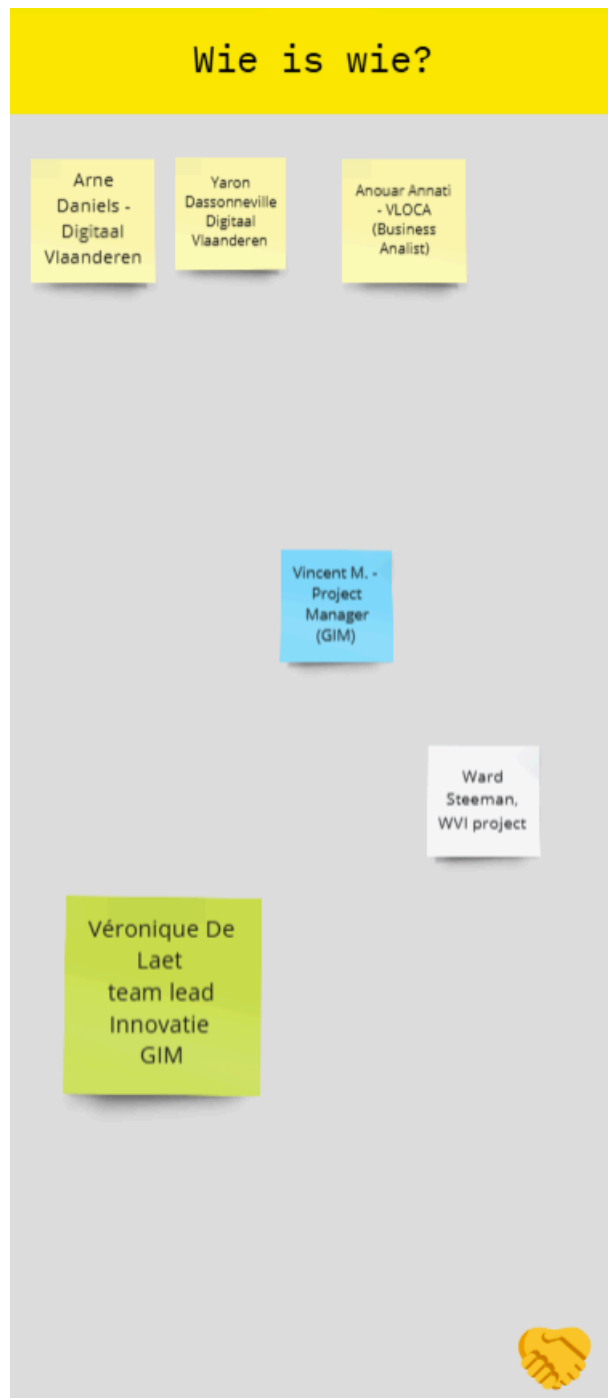 Wie is wie?
Arne
Daniels -
Digitaal
Vlaanderen
Yaron
Dassonneville
Digitaal
Vlaanderen
Anouar Annati
- VLOCA
(Business
Analist)
Vincent M. -
Project
Manager
(GIM)
Ward
Steeman,
WVI project
Véronique De
Laet
team lead
Innovatie
GIM